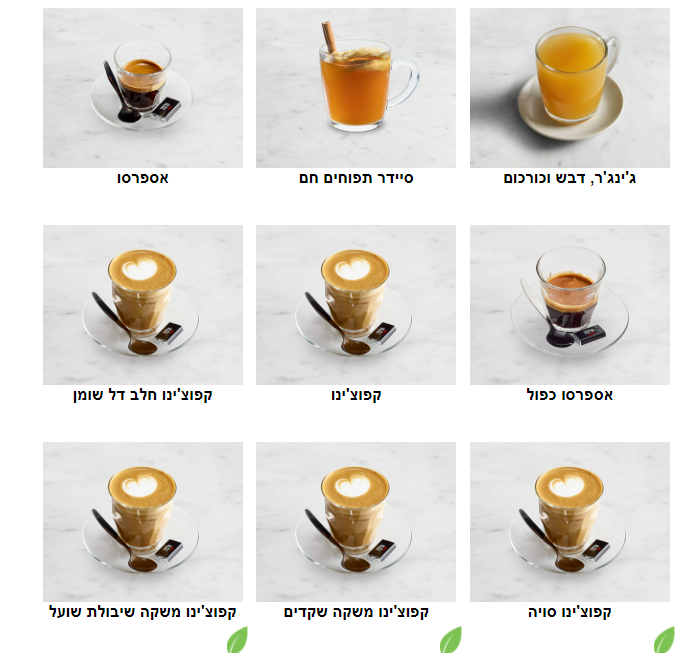 ג'ינג'ר, דבש וכורכום
סיידר תפוחים חם
אספרסו
אספרסו כפול
קפוצ'ינו
קפוצ'ינו חלב דל שומן
קפוצ'ינו סויה
קפוצ'ינו משקה שקדים
קפוצ'ינו משקה שיבולת שועל